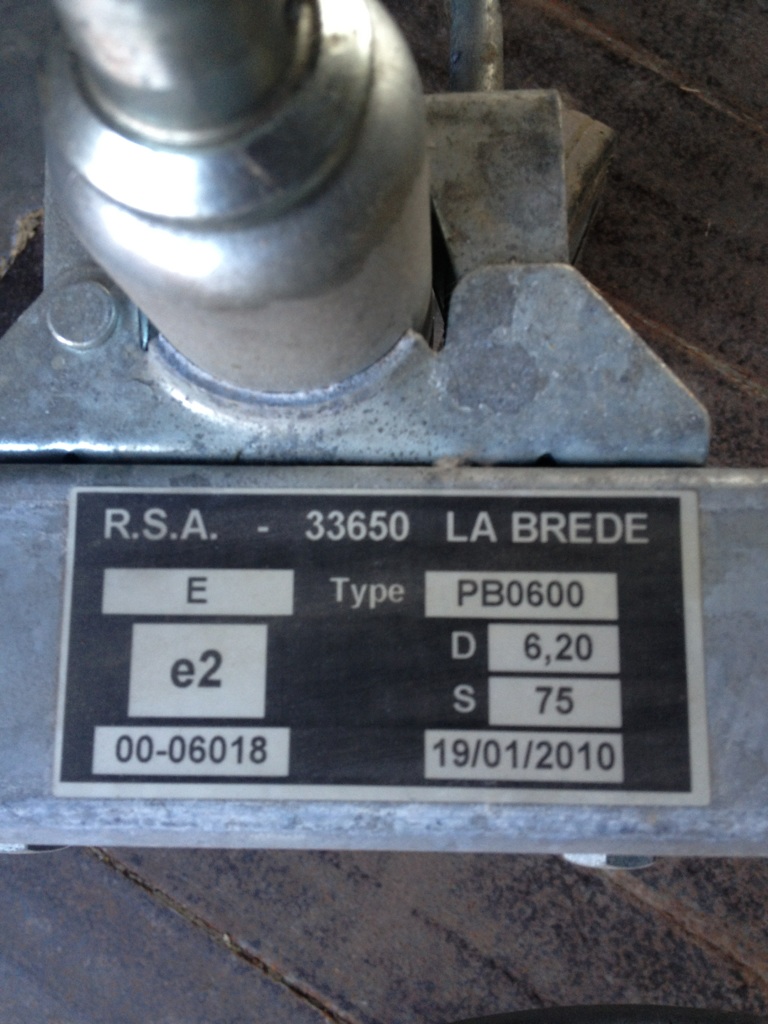 R.S.A. - 33650 LA BREDE
E Type PB0600
e2 D 6,20
S 75
00-06018 19/01/2010